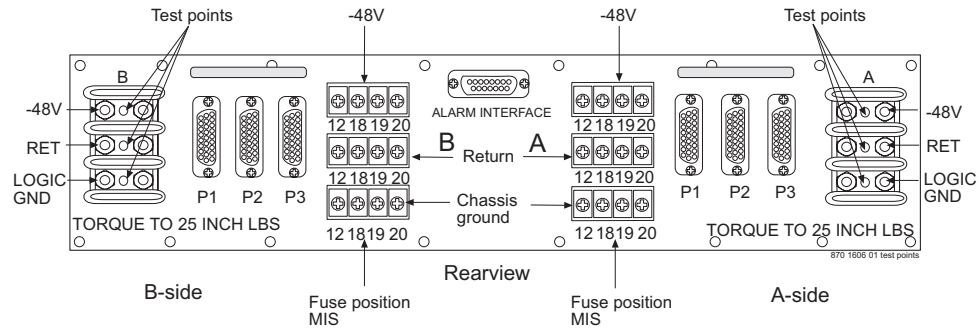 Test points
-48V
-48V
Test points
B
A
-48V
-48V
ALARM INTERFACE
12 18 19 20
12 18 19 20
RET
B
Return
A
RET
12 18 19 20
12 18 19 20
LOGIC
GND
P1
P2
P3
Chassis
ground
P1
P2
P3
LOGIC
GND
TORQUE TO 25 INCH LBS
12 18 19 20
12 18 19 20
TORQUE TO 25 INCH LBS
870 1606 01 test points
Rearview
B-side
A-side
Fuse position
MIS
Fuse position
MIS